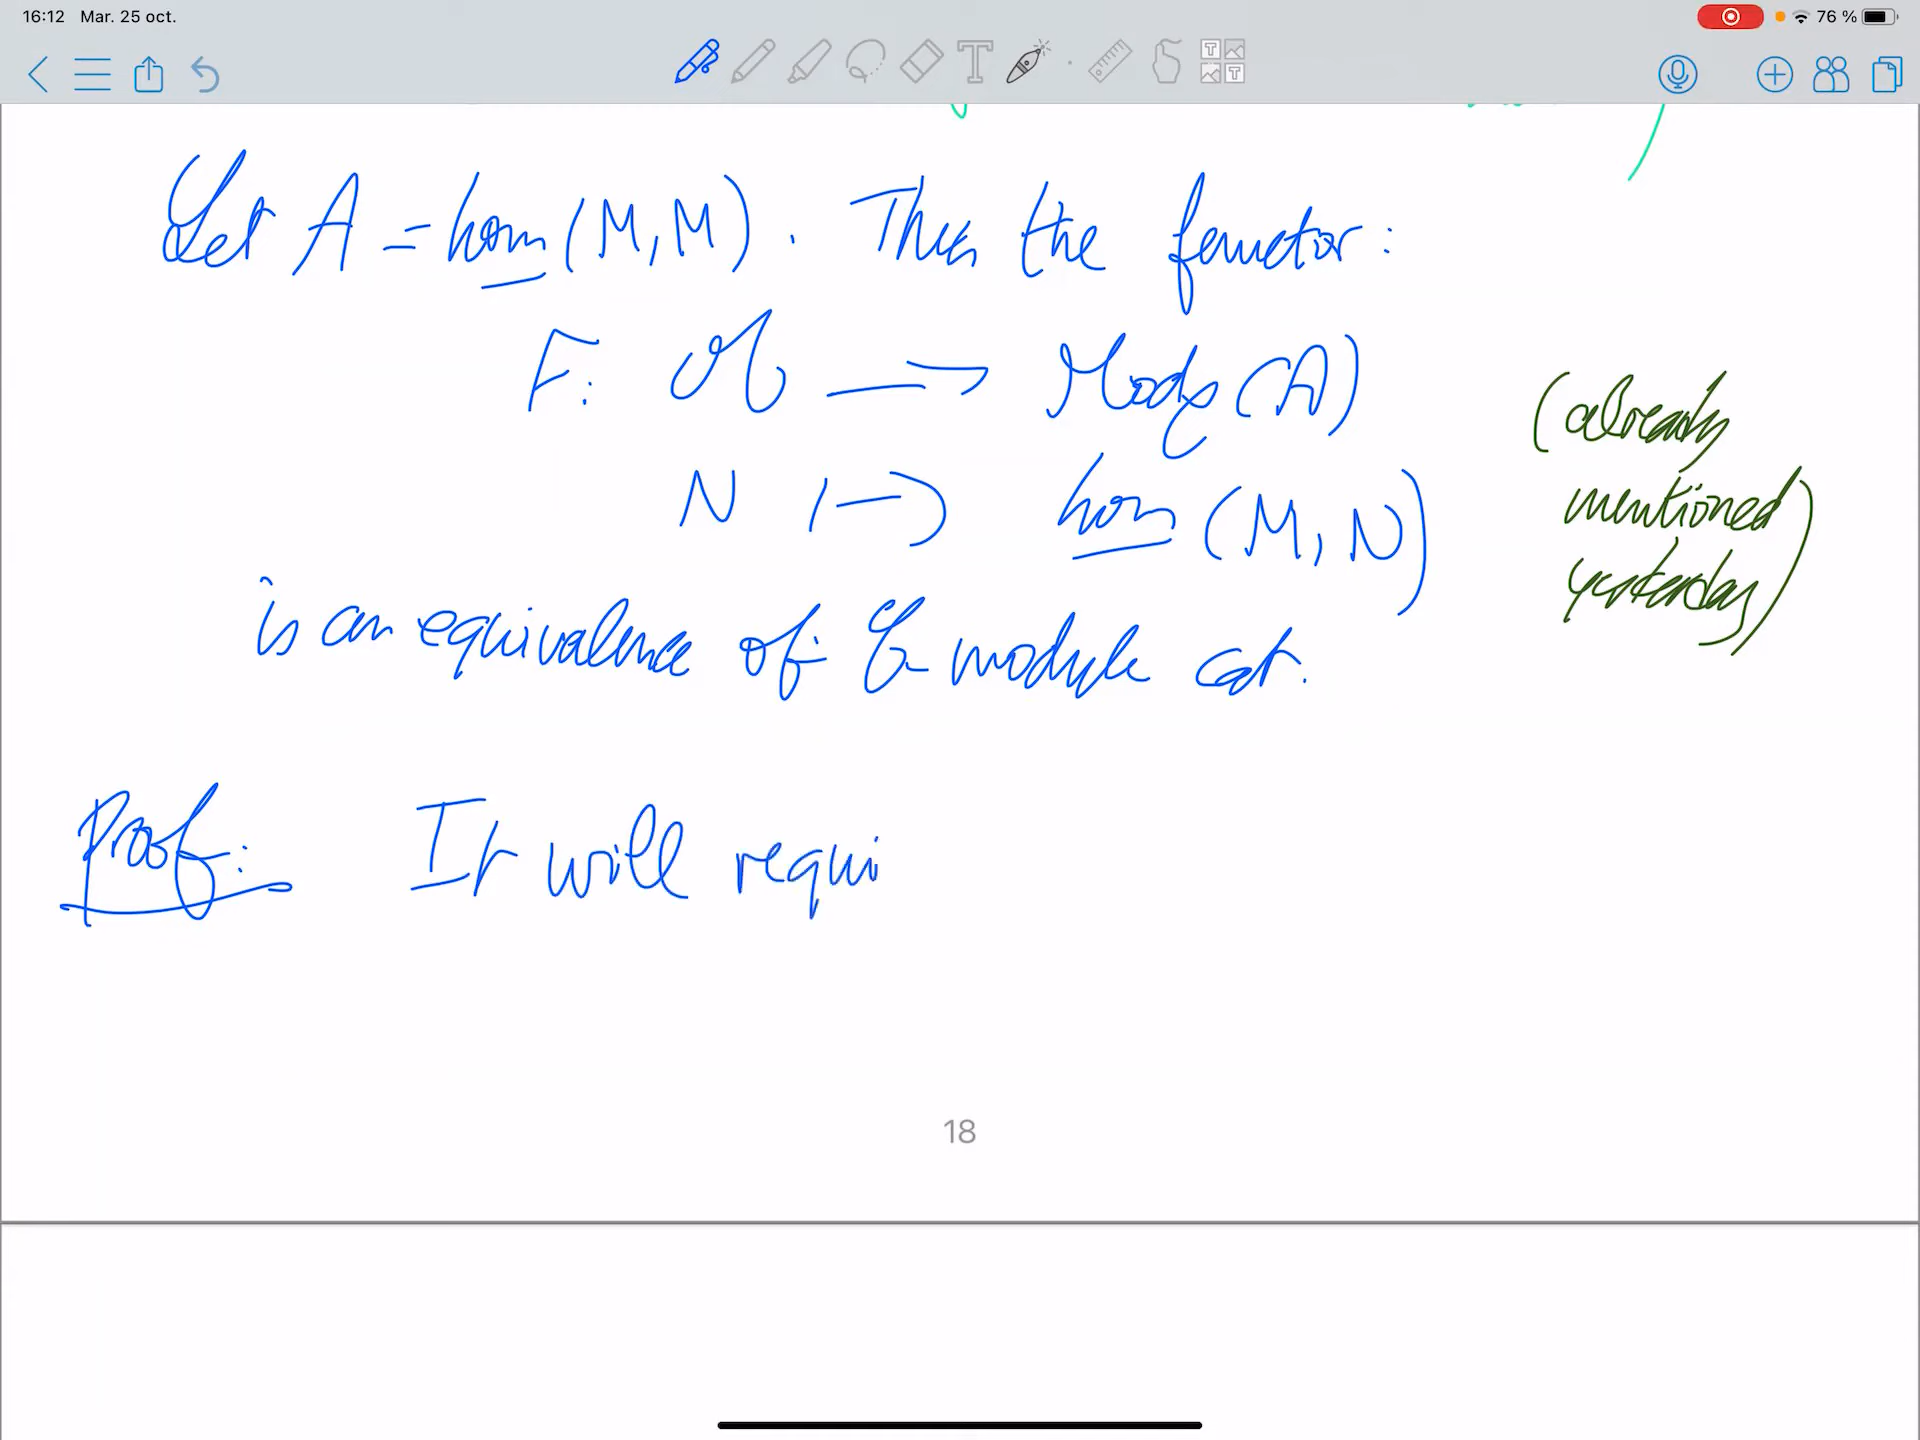 16:12 Mar. 25 oct. 76 %
Let A = hom (M, M). Then the functor:
F: ℳ → Mod_𝒞 (A)
(already
N ↦ hom (M, N)
mentioned
yesterday)
is an equivalence of 𝒞-module cat.
Proof: It will requi
18